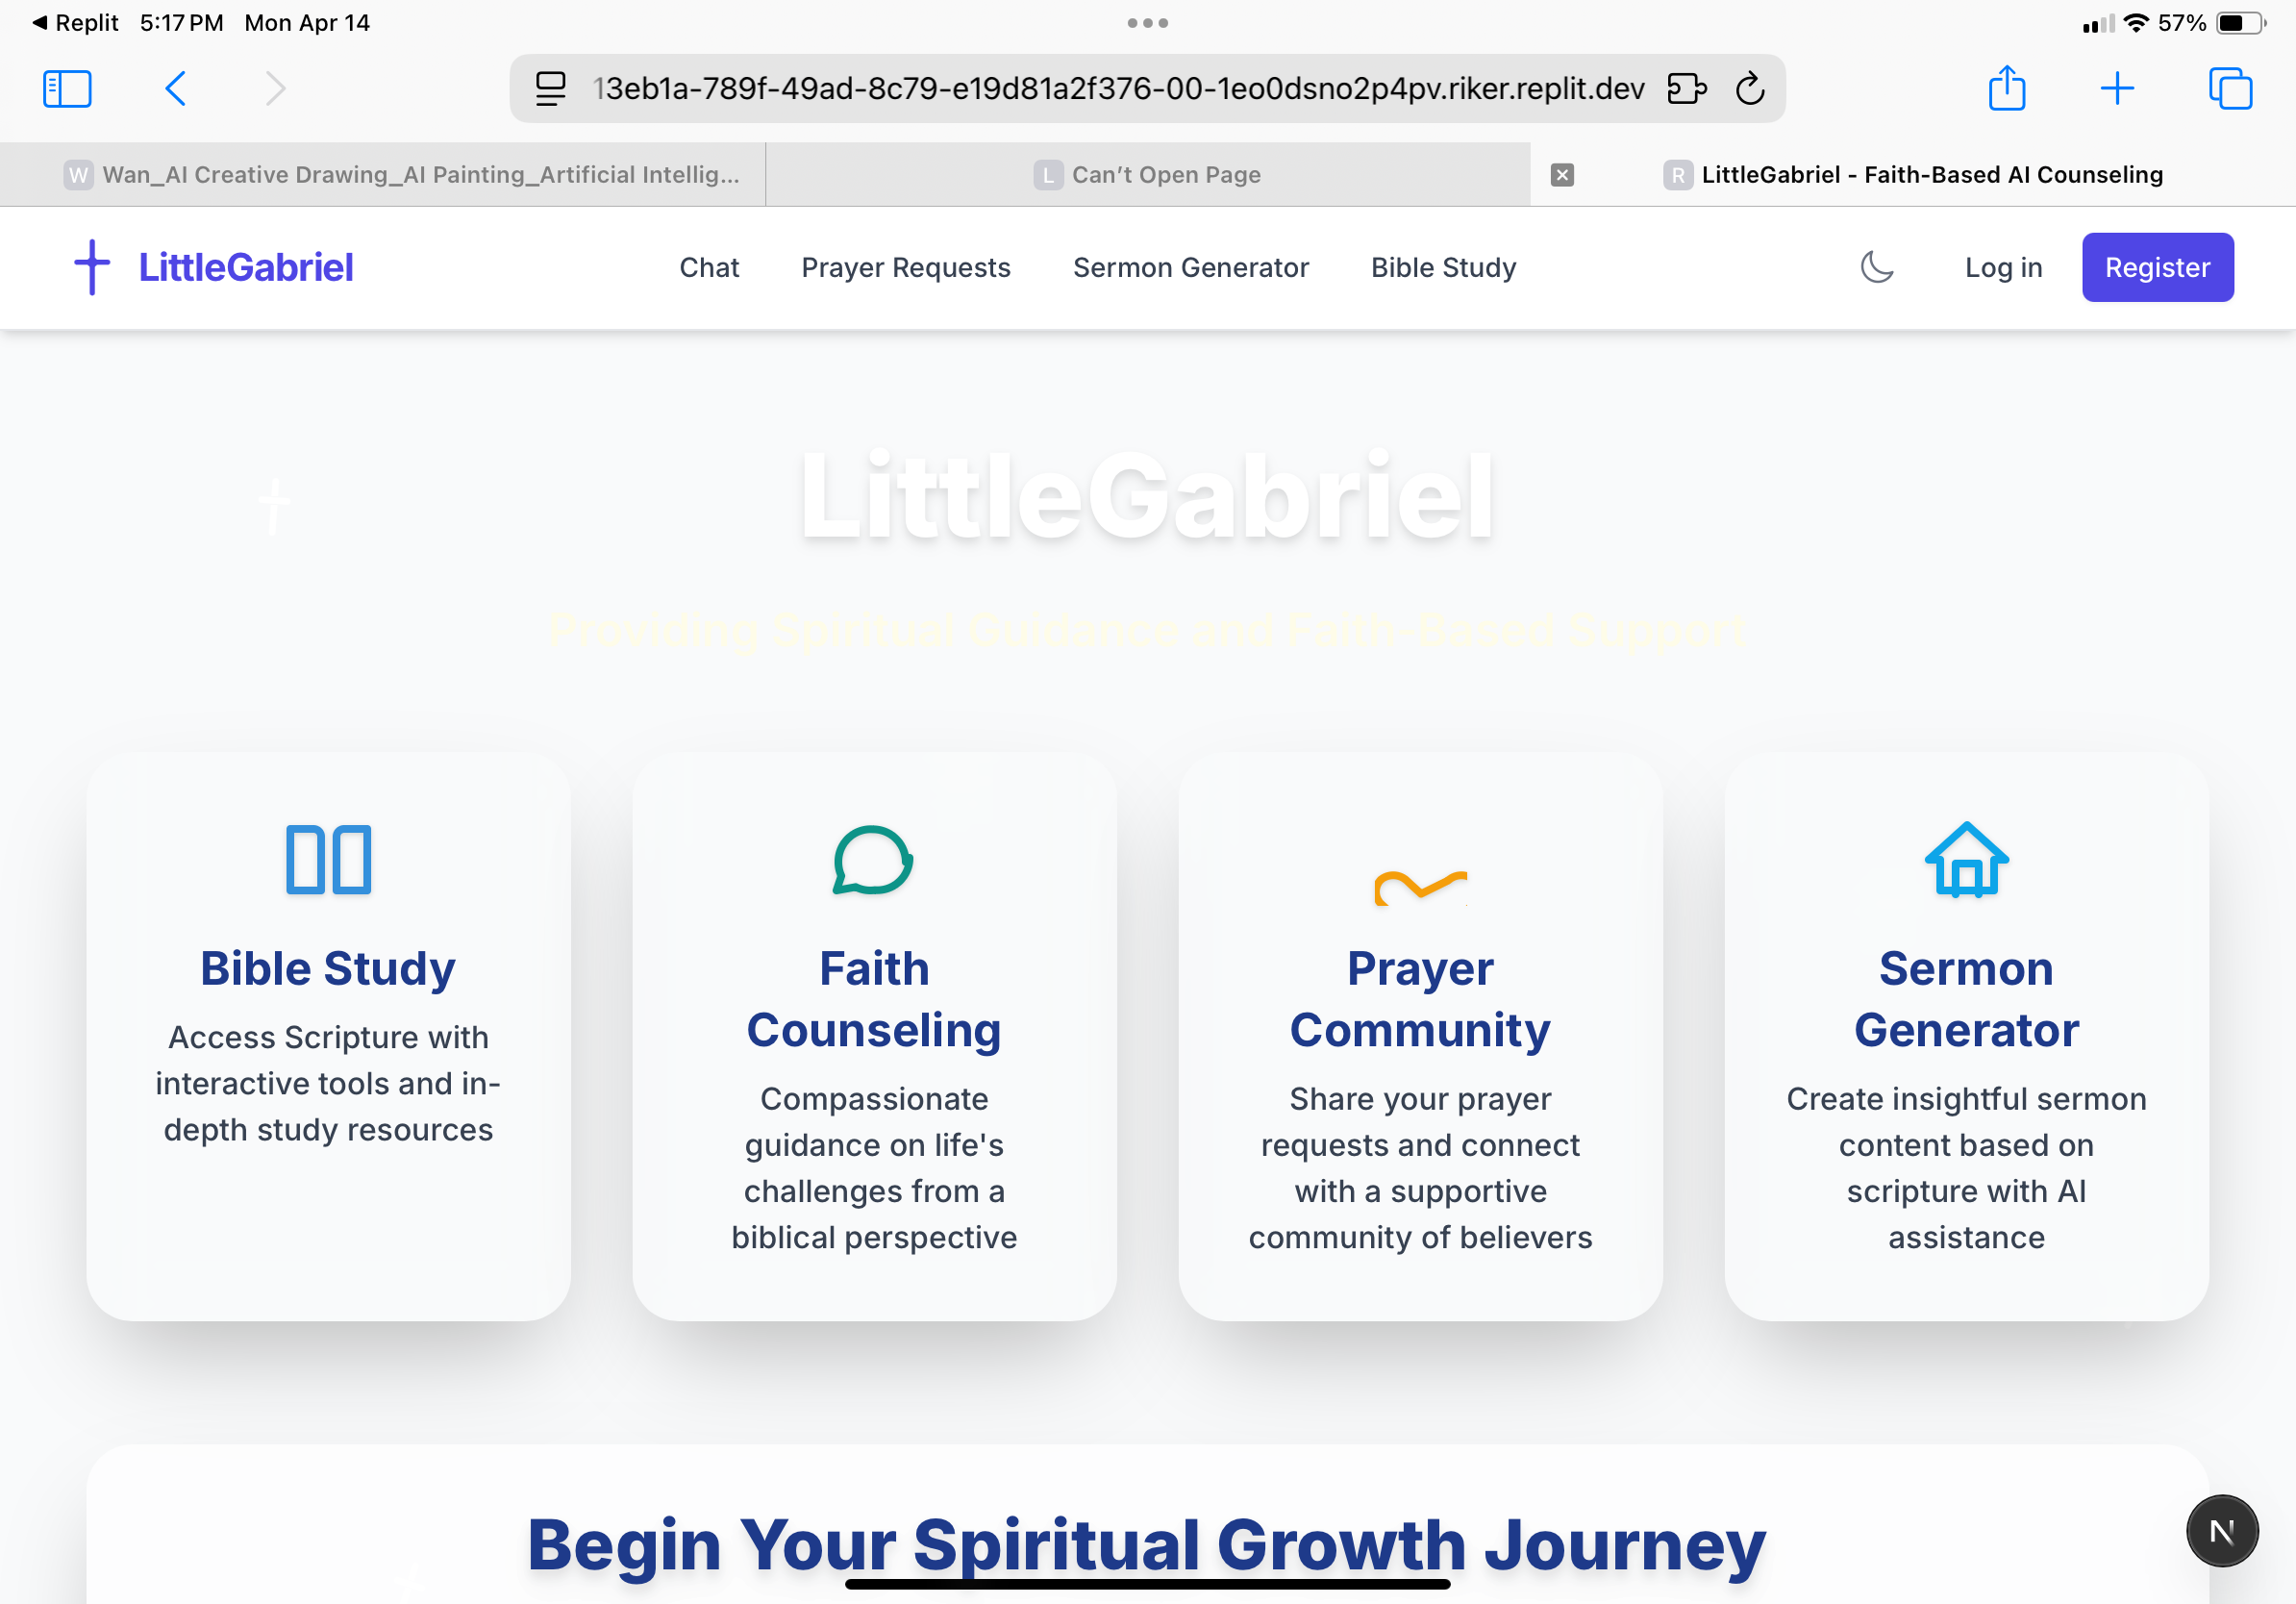 Replit 5:17 PM Mon Apr 14
57%
13eb1a-789f-49ad-8c79-e19d81a2f376-00-1eo0dsno2p4pv.riker.replit.dev
W Wan_AI Creative Drawing_AI Painting_Artificial Intellig...
L Can't Open Page
R LittleGabriel - Faith-Based AI Counseling
LittleGabriel
Chat
Prayer Requests
Sermon Generator
Bible Study
Log in
Register
LittleGabriel
Providing Spiritual Guidance and Faith-Based Support
Bible Study
Access Scripture with
interactive tools and in-
depth study resources
Faith
Counseling
Compassionate
guidance on life's
challenges from a
biblical perspective
Prayer
Community
Share your prayer
requests and connect
with a supportive
community of believers
Sermon
Generator
Create insightful sermon
content based on
scripture with AI
assistance
Begin Your Spiritual Growth Journey
N